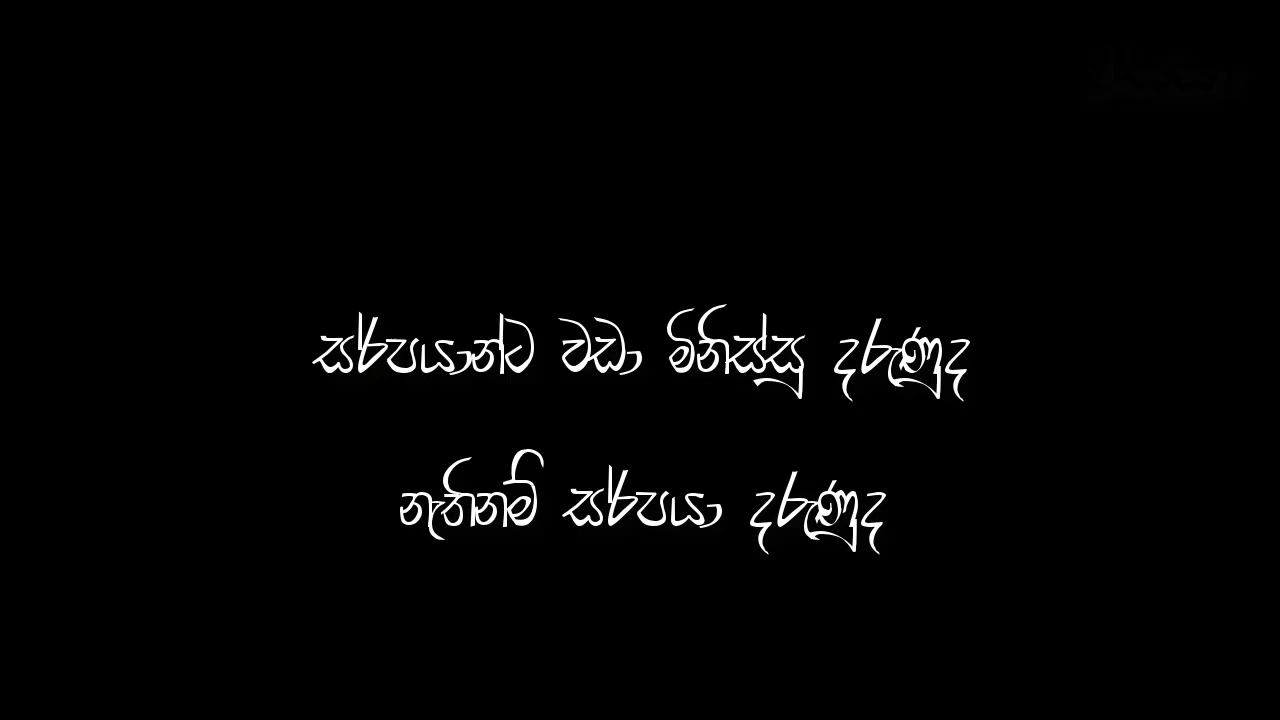 සර්පයාන්ට වඩා මිනිස්සු දරුණුද
නැතිනම් සර්පයා දරුණුද